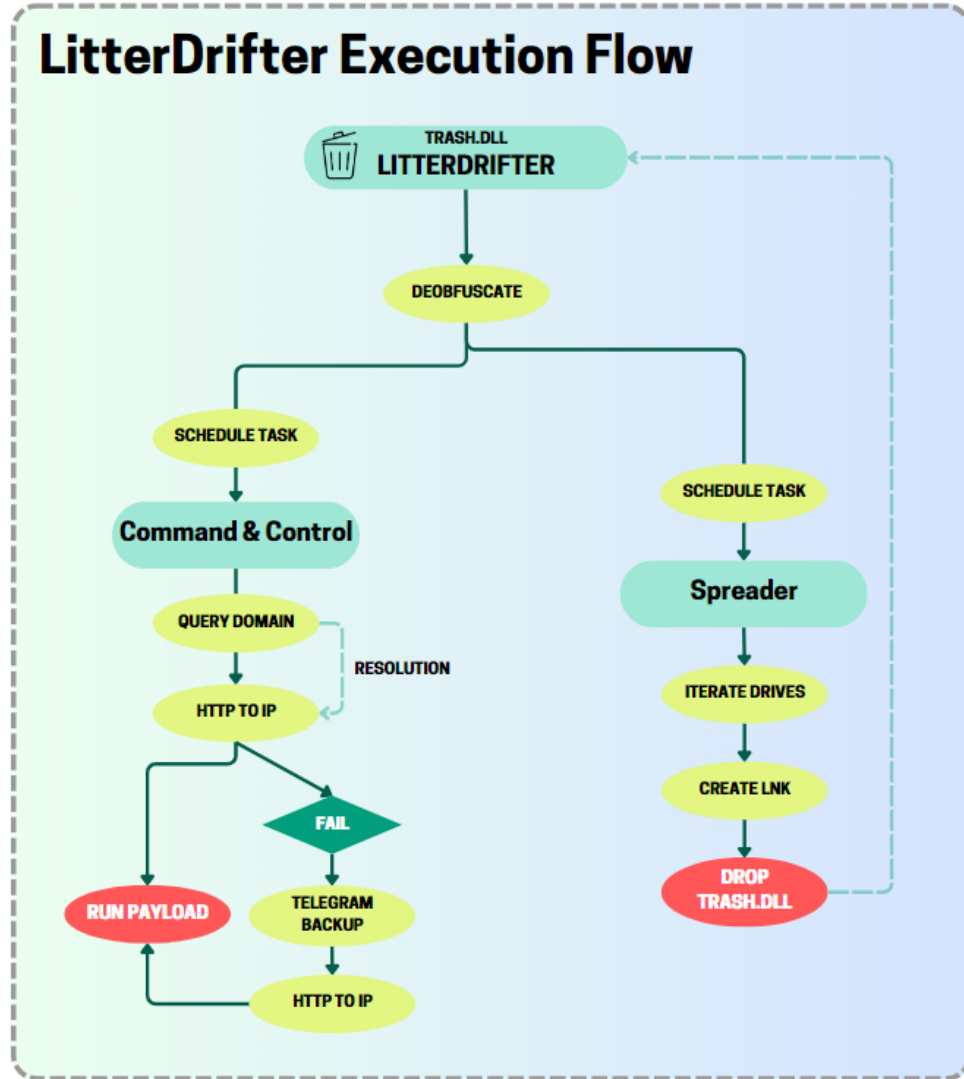 LitterDrifter Execution Flow
TRASH.DLL
LITTERDRIFTER
DEOBFUSCATE
SCHEDULE TASK
Command & Control
QUERY DOMAIN
RESOLUTION
HTTP TO IP
FAIL
RUN PAYLOAD
TELEGRAM
BACKUP
HTTP TO IP
SCHEDULE TASK
Spreader
ITERATE DRIVES
CREATE LNK
DROP
TRASH.DLL